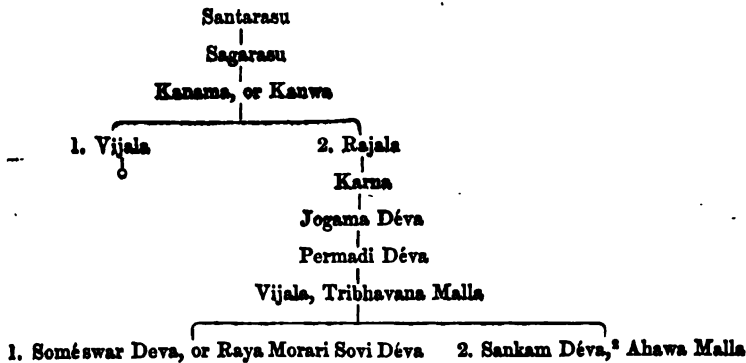 Santarasu
Sagarasu
Kanama, or Kanwa
1. Vijala 2. Rajala
Karna
Jogama Déva
Permadi Déva
Vijala, Tribhavana Malla
1. Soméswar Deva, or Raya Morari Sovi Déva 2. Sankam Déva,² Ahawa Malla